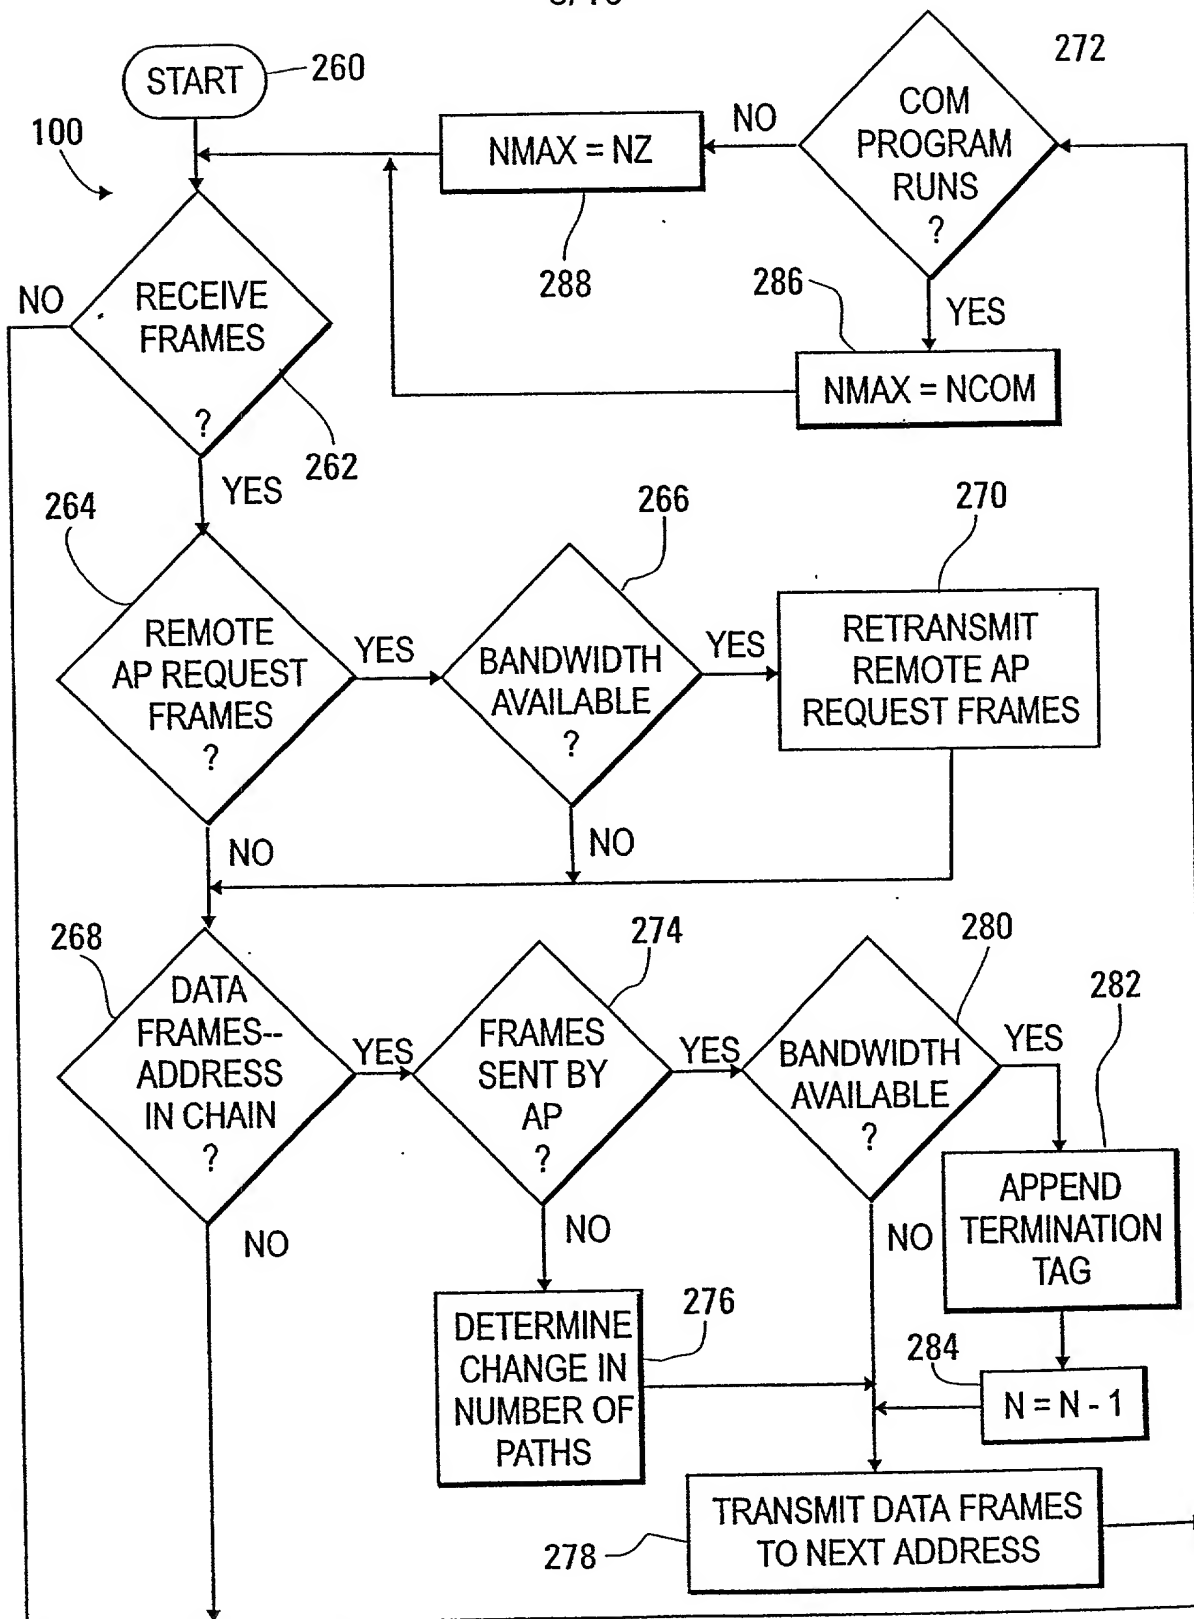 START
260
100
272
COM
PROGRAM
RUNS
?
NO
NMAX = NZ
288
286
YES
NMAX = NCOM
NO
RECEIVE
FRAMES
?
262
YES
264
REMOTE
AP REQUEST
FRAMES
?
YES
266
BANDWIDTH
AVAILABLE
?
YES
270
RETRANSMIT
REMOTE AP
REQUEST FRAMES
NO
NO
268
DATA
FRAMES--
ADDRESS
IN CHAIN
?
YES
274
FRAMES
SENT BY
AP
?
YES
280
BANDWIDTH
AVAILABLE
?
YES
282
APPEND
TERMINATION
TAG
NO
NO
NO
276
DETERMINE
CHANGE IN
NUMBER OF
PATHS
284
N = N - 1
TRANSMIT DATA FRAMES
TO NEXT ADDRESS
278